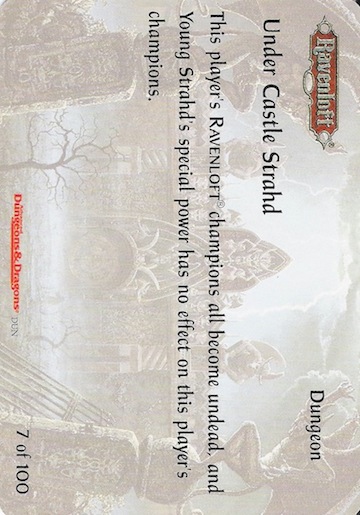 Ravenloft®
Under Castle Strahd
Dungeon
This player's RAVENLOFT® champions all become undead, and
Young Strahd's special power has no effect on this player's
champions.
Dungeons & Dragons® DUN
7 of 100